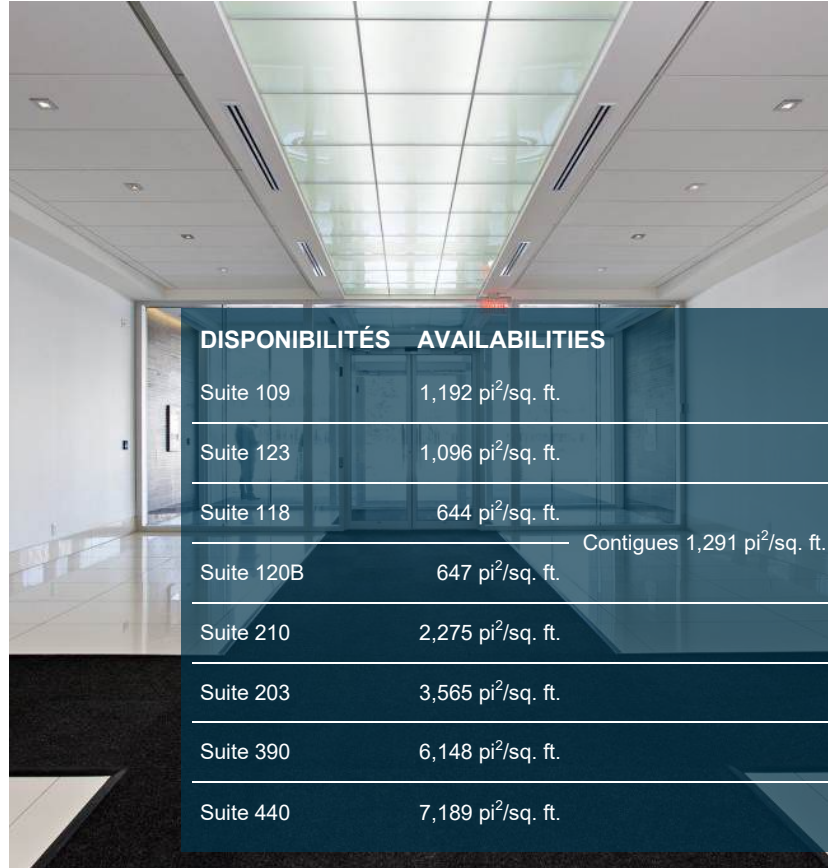 DISPONIBILITÉS AVAILABILITIES
Suite 109 1,192 pi²/sq. ft.
Suite 123 1,096 pi²/sq. ft.
Suite 118 644 pi²/sq. ft.
Contigues 1,291 pi²/sq. ft.
Suite 120B 647 pi²/sq. ft.
Suite 210 2,275 pi²/sq. ft.
Suite 203 3,565 pi²/sq. ft.
Suite 390 6,148 pi²/sq. ft.
Suite 440 7,189 pi²/sq. ft.